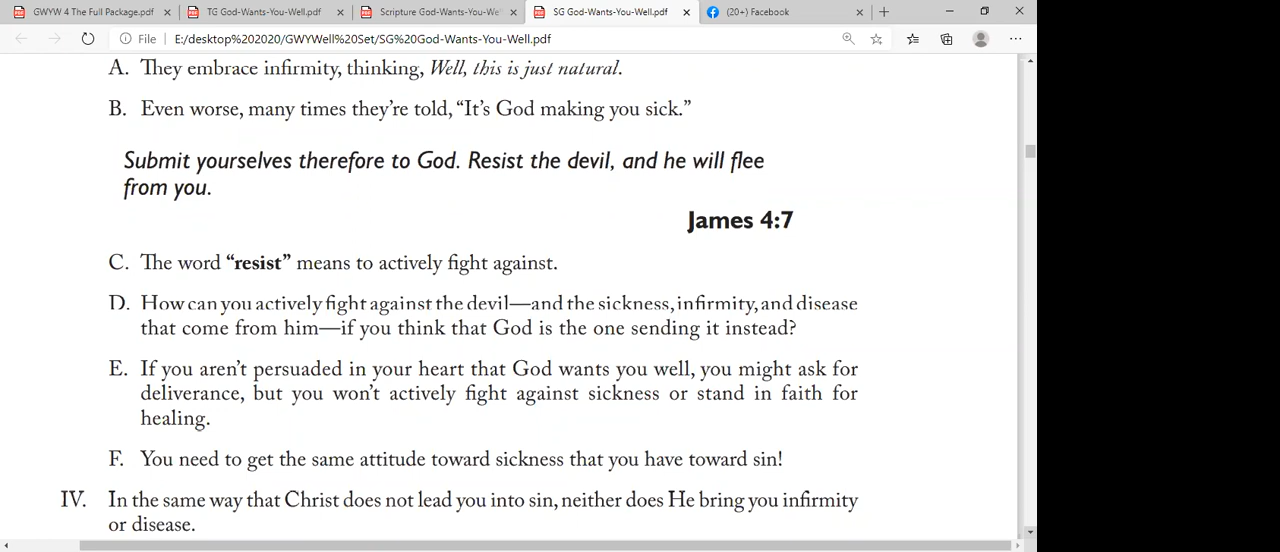 GWYW 4 The Full Package.pdf
TG God-Wants-You-Well.pdf
Scripture God-Wants-You-We
SG God-Wants-You-Well.pdf
(20+) Facebook
File E:/desktop%202020/GWYWell%20Set/SG%20God-Wants-You-Well.pdf
A. They embrace infirmity, thinking, Well, this is just natural.
B. Even worse, many times they’re told, “It’s God making you sick.”
Submit yourselves therefore to God. Resist the devil, and he will flee
from you.
James 4:7
C. The word “resist” means to actively fight against.
D. How can you actively fight against the devil—and the sickness, infirmity, and disease
that come from him—if you think that God is the one sending it instead?
E. If you aren’t persuaded in your heart that God wants you well, you might ask for
deliverance, but you won’t actively fight against sickness or stand in faith for
healing.
F. You need to get the same attitude toward sickness that you have toward sin!
IV. In the same way that Christ does not lead you into sin, neither does He bring you infirmity
or disease.